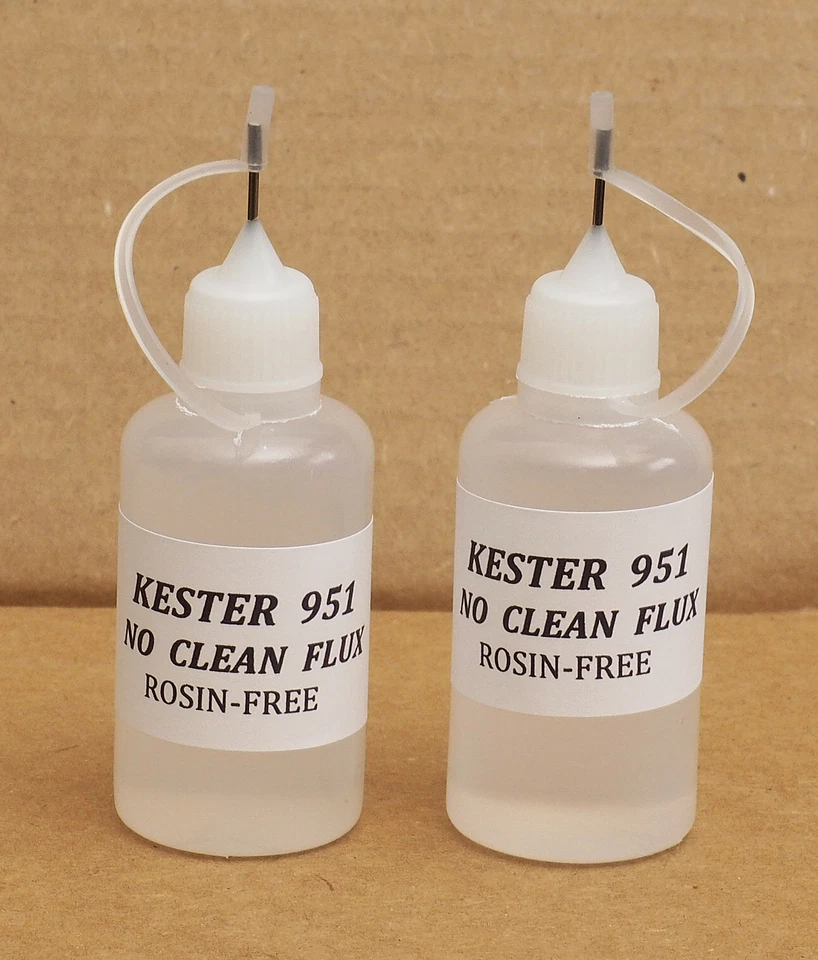 KESTER 951
NO CLEAN FLUX
ROSIN-FREE
KESTER 951
NO CLEAN FLUX
ROSIN-FREE